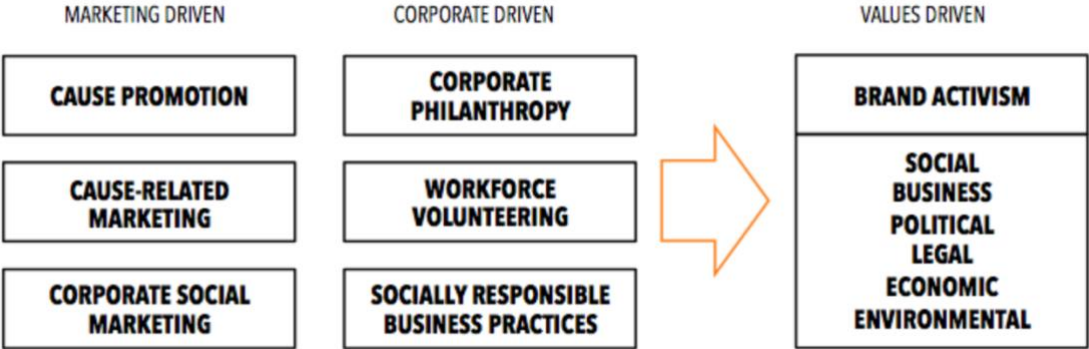 MARKETING DRIVEN
CORPORATE DRIVEN
VALUES DRIVEN
CAUSE PROMOTION
CORPORATE
PHILANTHROPY
BRAND ACTIVISM
CAUSE-RELATED
MARKETING
WORKFORCE
VOLUNTEERING
SOCIAL
BUSINESS
POLITICAL
LEGAL
ECONOMIC
ENVIRONMENTAL
CORPORATE SOCIAL
MARKETING
SOCIALLY RESPONSIBLE
BUSINESS PRACTICES